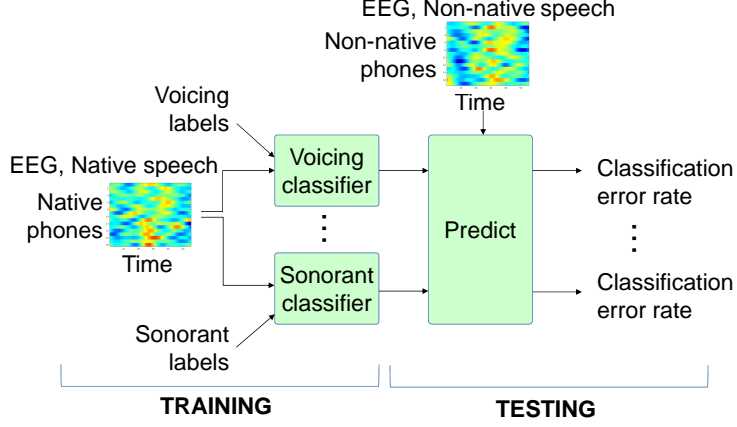 EEG, Non-native speech
Non-native
phones
Time
Voicing
labels
EEG, Native speech
Native
phones
Time
Voicing
classifier
Sonorant
classifier
Sonorant
labels
Predict
Classification
error rate
Classification
error rate
TRAINING
TESTING